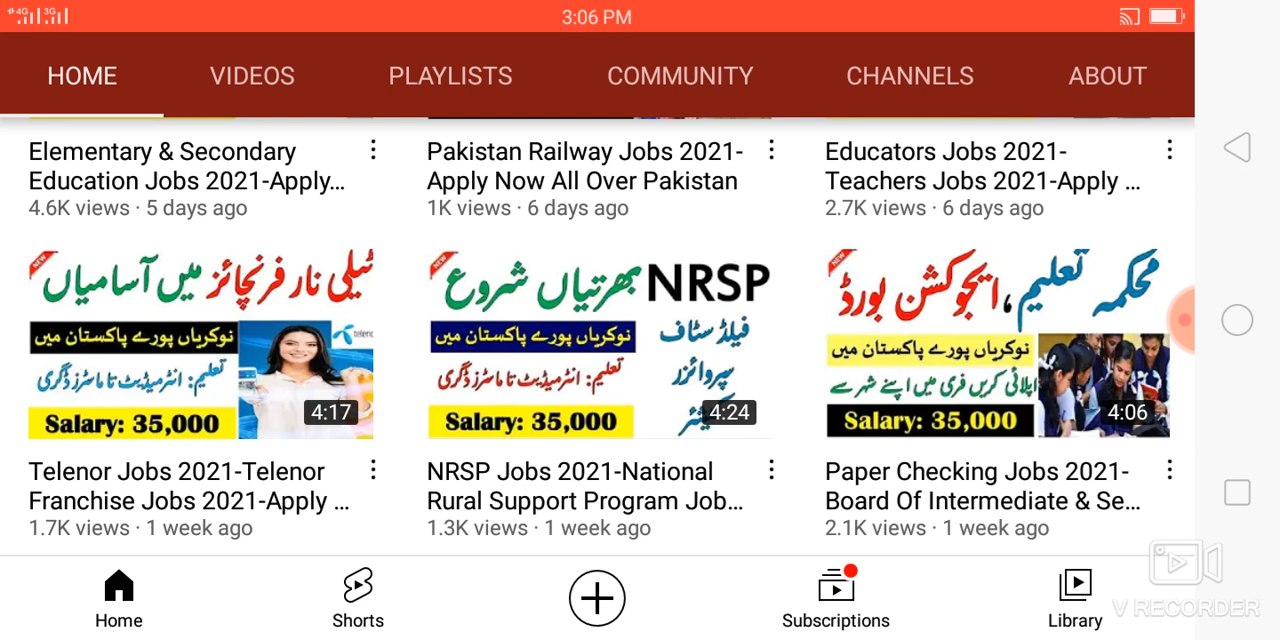 4G 3G
3:06 PM
HOME VIDEOS PLAYLISTS COMMUNITY CHANNELS ABOUT
Elementary & Secondary
Education Jobs 2021-Apply...
4.6K views · 5 days ago
Pakistan Railway Jobs 2021-
Apply Now All Over Pakistan
1K views · 6 days ago
Educators Jobs 2021-
Teachers Jobs 2021-Apply ...
2.7K views · 6 days ago
NEW
ٹیلی نار فرنچائز میں آسامیاں
نوکریاں پورے پاکستان میں
تعلیم: انٹرمیڈیٹ تا ماسٹرز ڈگری
Salary: 35,000
4:17
Telenor Jobs 2021-Telenor
Franchise Jobs 2021-Apply ...
1.7K views · 1 week ago
NEW
NRSP بھرتیاں شروع
نوکریاں پورے پاکستان میں
فیلڈ سٹاف
سپروائزر
تعلیم: انٹرمیڈیٹ تا ماسٹرز ڈگری
Salary: 35,000
4:24
NRSP Jobs 2021-National
Rural Support Program Job...
1.3K views · 1 week ago
NEW
محکمہ تعلیم، ایجوکشن بورڈ
نوکریاں پورے پاکستان میں
اپلائی کریں فری میں اپنے شہر سے
Salary: 35,000
4:06
Paper Checking Jobs 2021-
Board Of Intermediate & Se...
2.1K views · 1 week ago
Home Shorts Subscriptions Library
V RECORDER